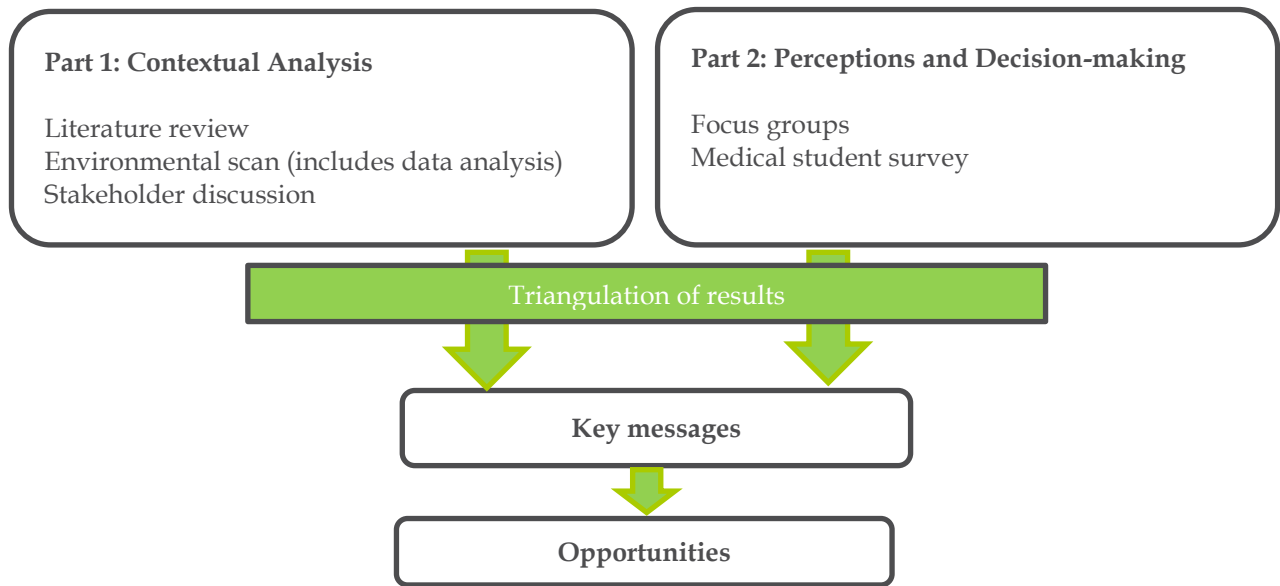 Part 1: Contextual Analysis
Literature review
Environmental scan (includes data analysis)
Stakeholder discussion
Part 2: Perceptions and Decision-making
Focus groups
Medical student survey
Triangulation of results
Key messages
Opportunities